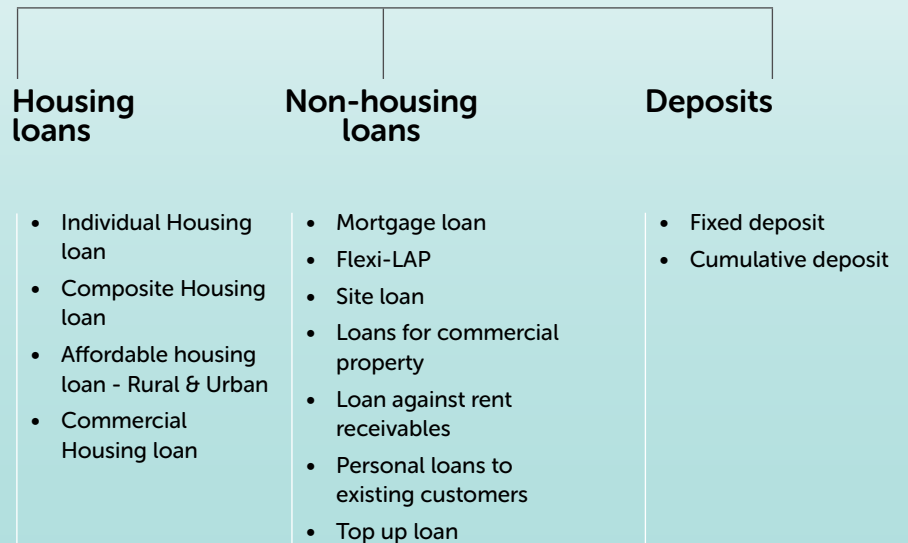 Housing
loans
Non-housing
loans
Deposits
• Individual Housing
loan
• Composite Housing
loan
• Affordable housing
loan - Rural & Urban
• Commercial
Housing loan
• Mortgage loan
• Flexi-LAP
• Site loan
• Loans for commercial
property
• Loan against rent
receivables
• Personal loans to
existing customers
• Top up loan
• Fixed deposit
• Cumulative deposit